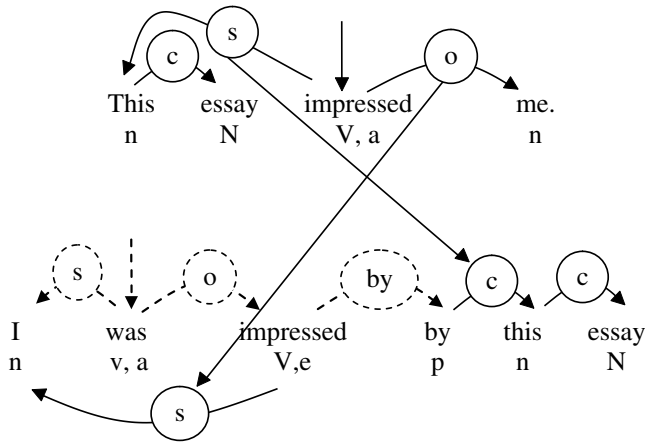 s
c
o
This essay impressed me.
n N V, a n
s
o
by
c
c
I was impressed by this essay
n v, a V,e p n N
s